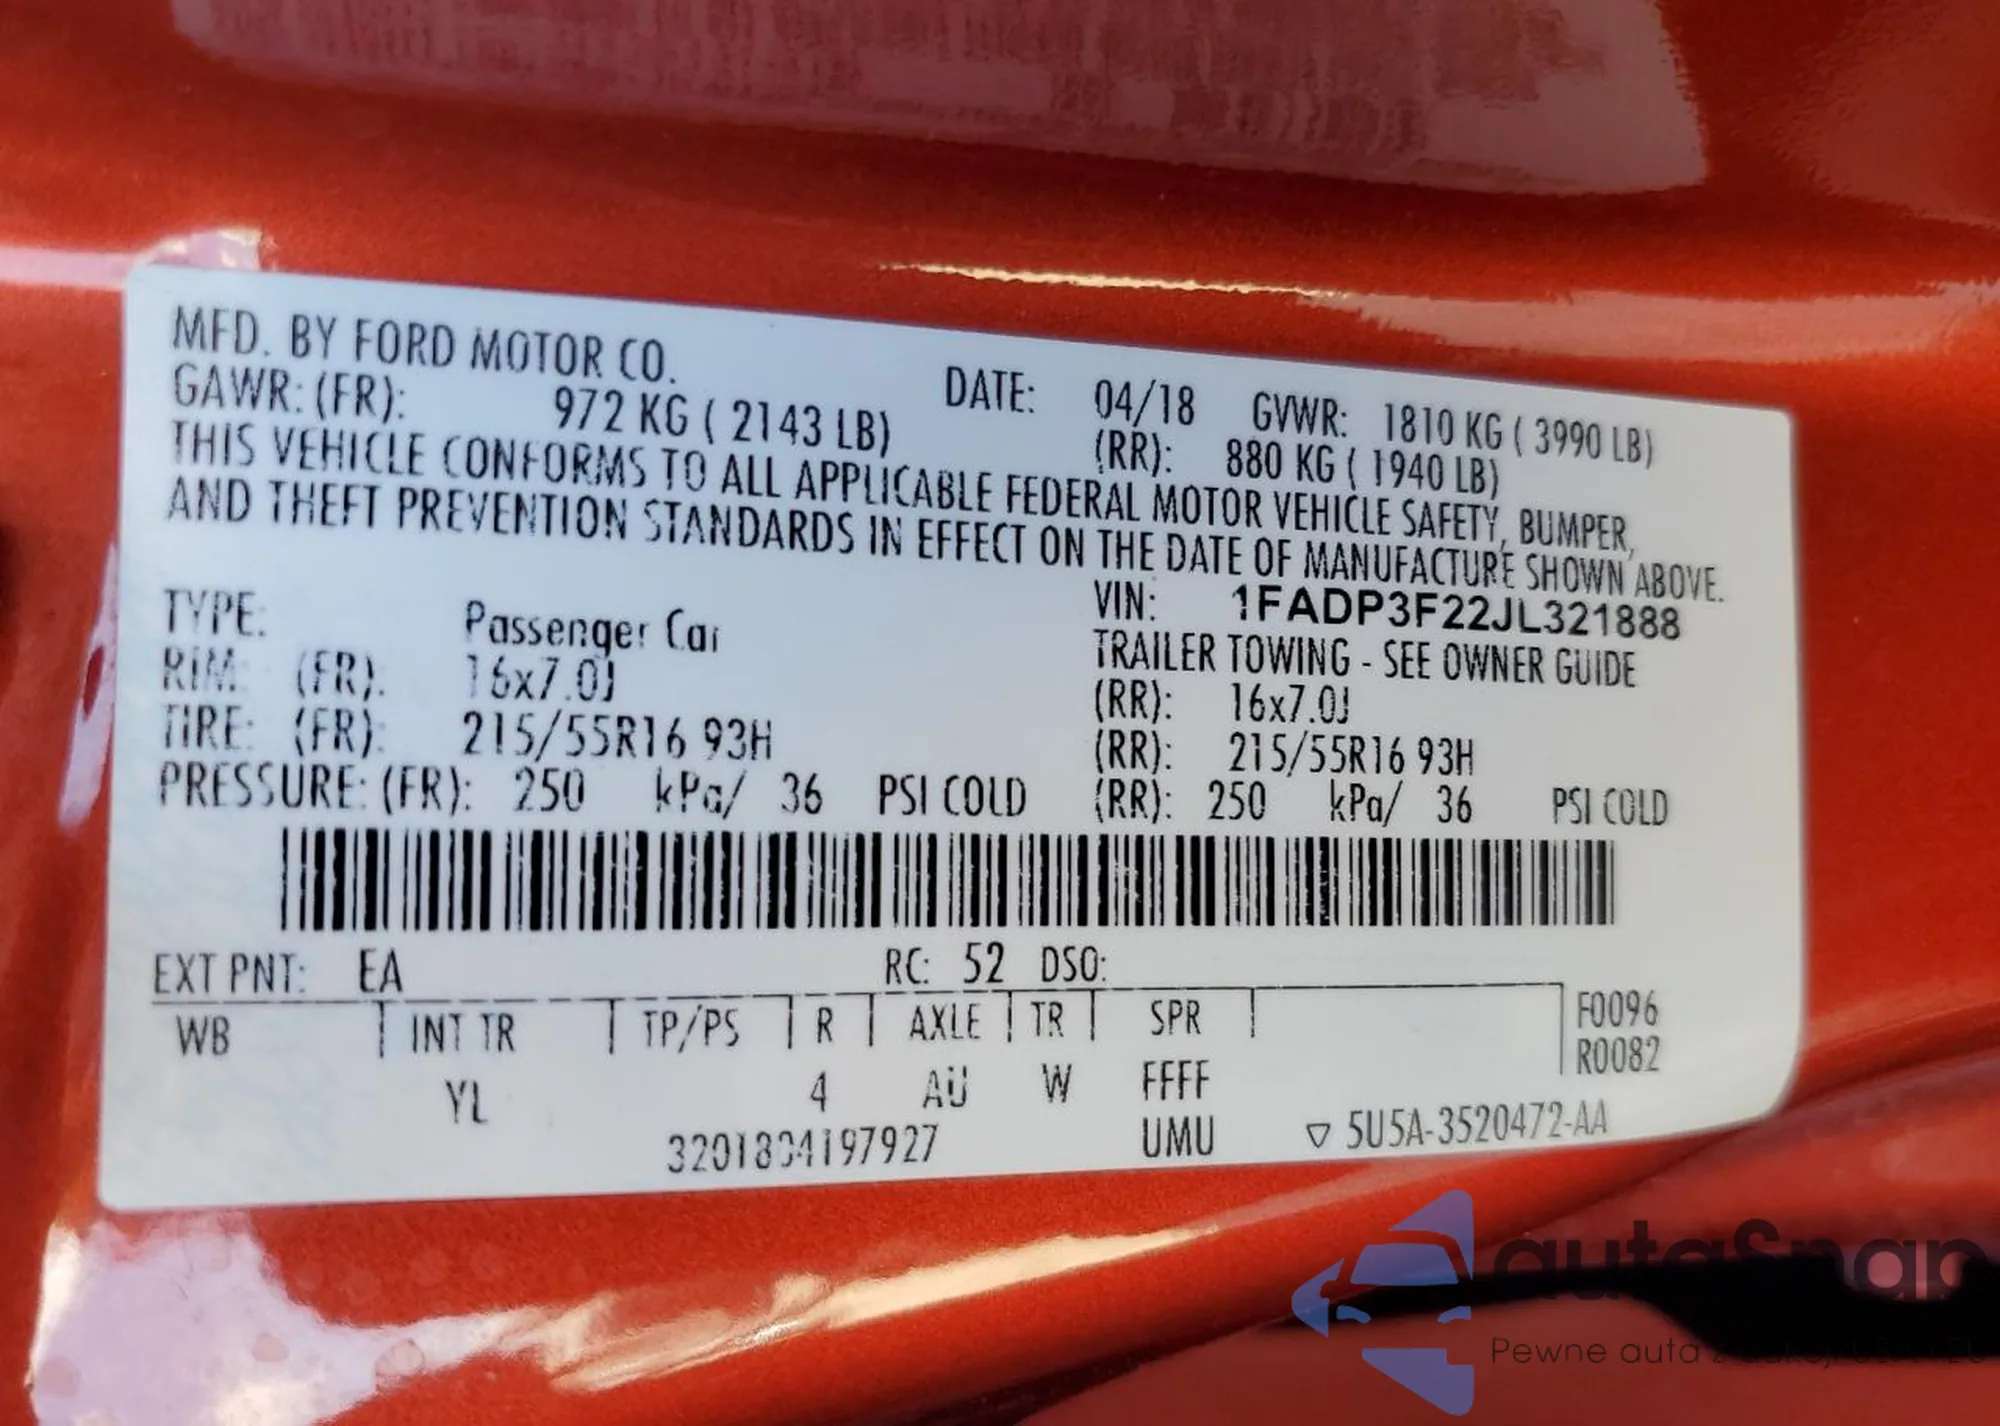 MFD. BY FORD MOTOR CO.
DATE: 04/18 GVWR: 1810 KG ( 3990 LB)
GAWR: (FR): 972 KG ( 2143 LB) (RR): 880 KG ( 1940 LB)
THIS VEHICLE CONFORMS TO ALL APPLICABLE FEDERAL MOTOR VEHICLE SAFETY, BUMPER,
AND THEFT PREVENTION STANDARDS IN EFFECT ON THE DATE OF MANUFACTURE SHOWN ABOVE.
VIN: 1FADP3F22JL321888
TYPE: Passenger Car TRAILER TOWING - SEE OWNER GUIDE
RIM: (FR): 16x7.0J (RR): 16x7.0J
TIRE: (FR): 215/55R16 93H (RR): 215/55R16 93H
PRESSURE: (FR): 250 kPa/ 36 PSI COLD (RR): 250 kPa/ 36 PSI COLD
EXT PNT: EA RC: 52 DSO:
WB INT TR TP/PS R AXLE TR SPR F0096
R0082
YL 4 AU W FFFF
3201804197927 UMU ▽ 5U5A-3520472-AA
autoSnap
Pewne auta z